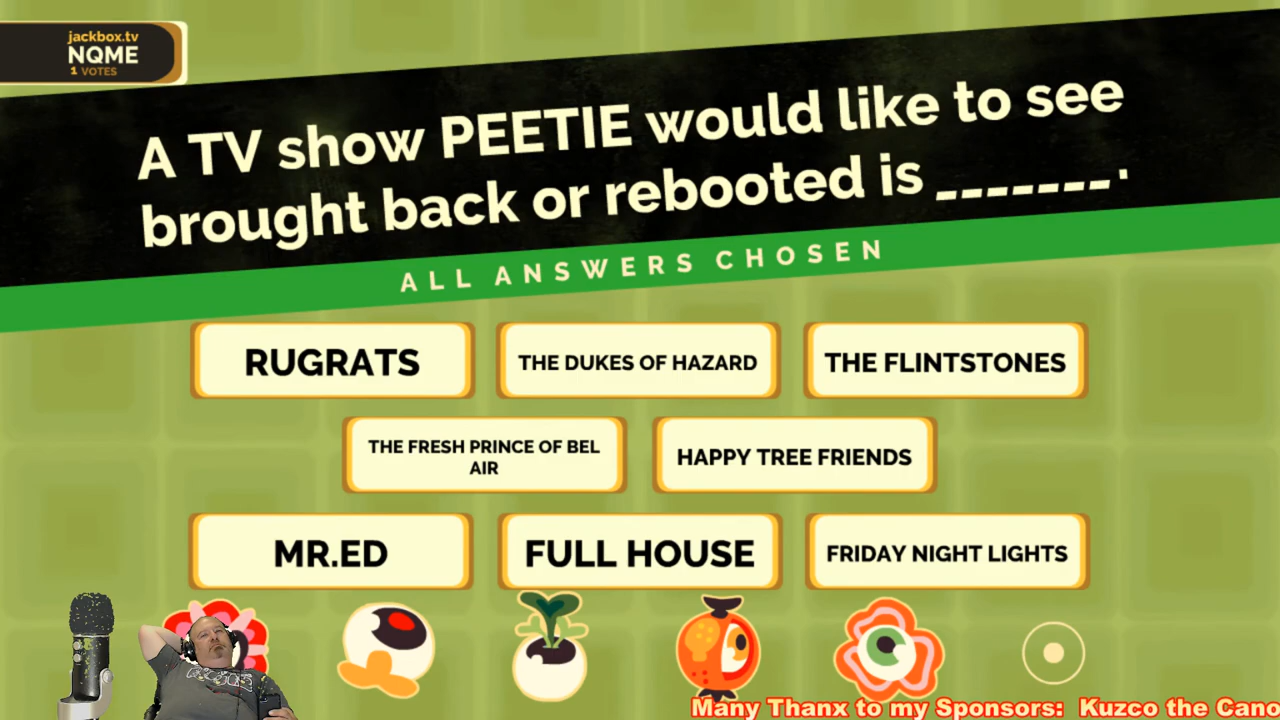 jackbox.tv
NQME
1 VOTES
A TV show PEETIE would like to see
brought back or rebooted is _______.
ALL ANSWERS CHOSEN
RUGRATS
THE DUKES OF HAZARD
THE FLINTSTONES
THE FRESH PRINCE OF BEL
AIR
HAPPY TREE FRIENDS
MR.ED
FULL HOUSE
FRIDAY NIGHT LIGHTS
Many Thanx to my Sponsors: Kuzco the Cano